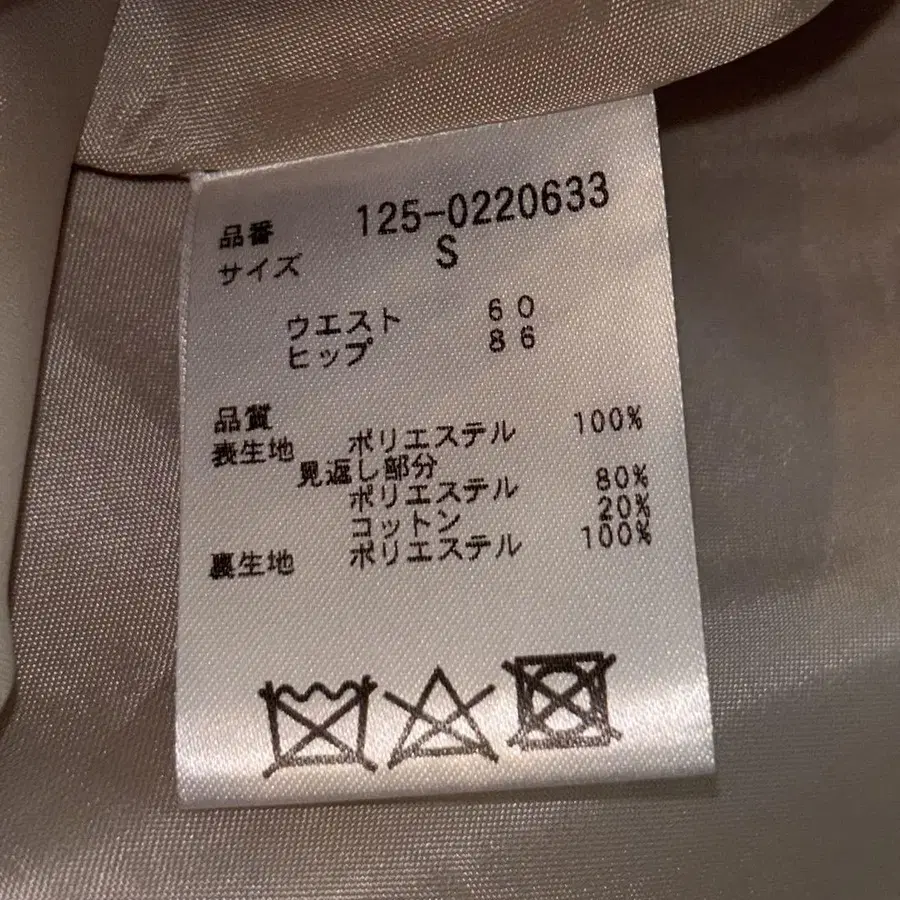 品番 125-0220633
サイズ S
ウエスト 60
ヒップ 86
品質
表生地 ポリエステル 100%
見返し部分
ポリエステル 80%
コットン 20%
裏生地 ポリエステル 100%